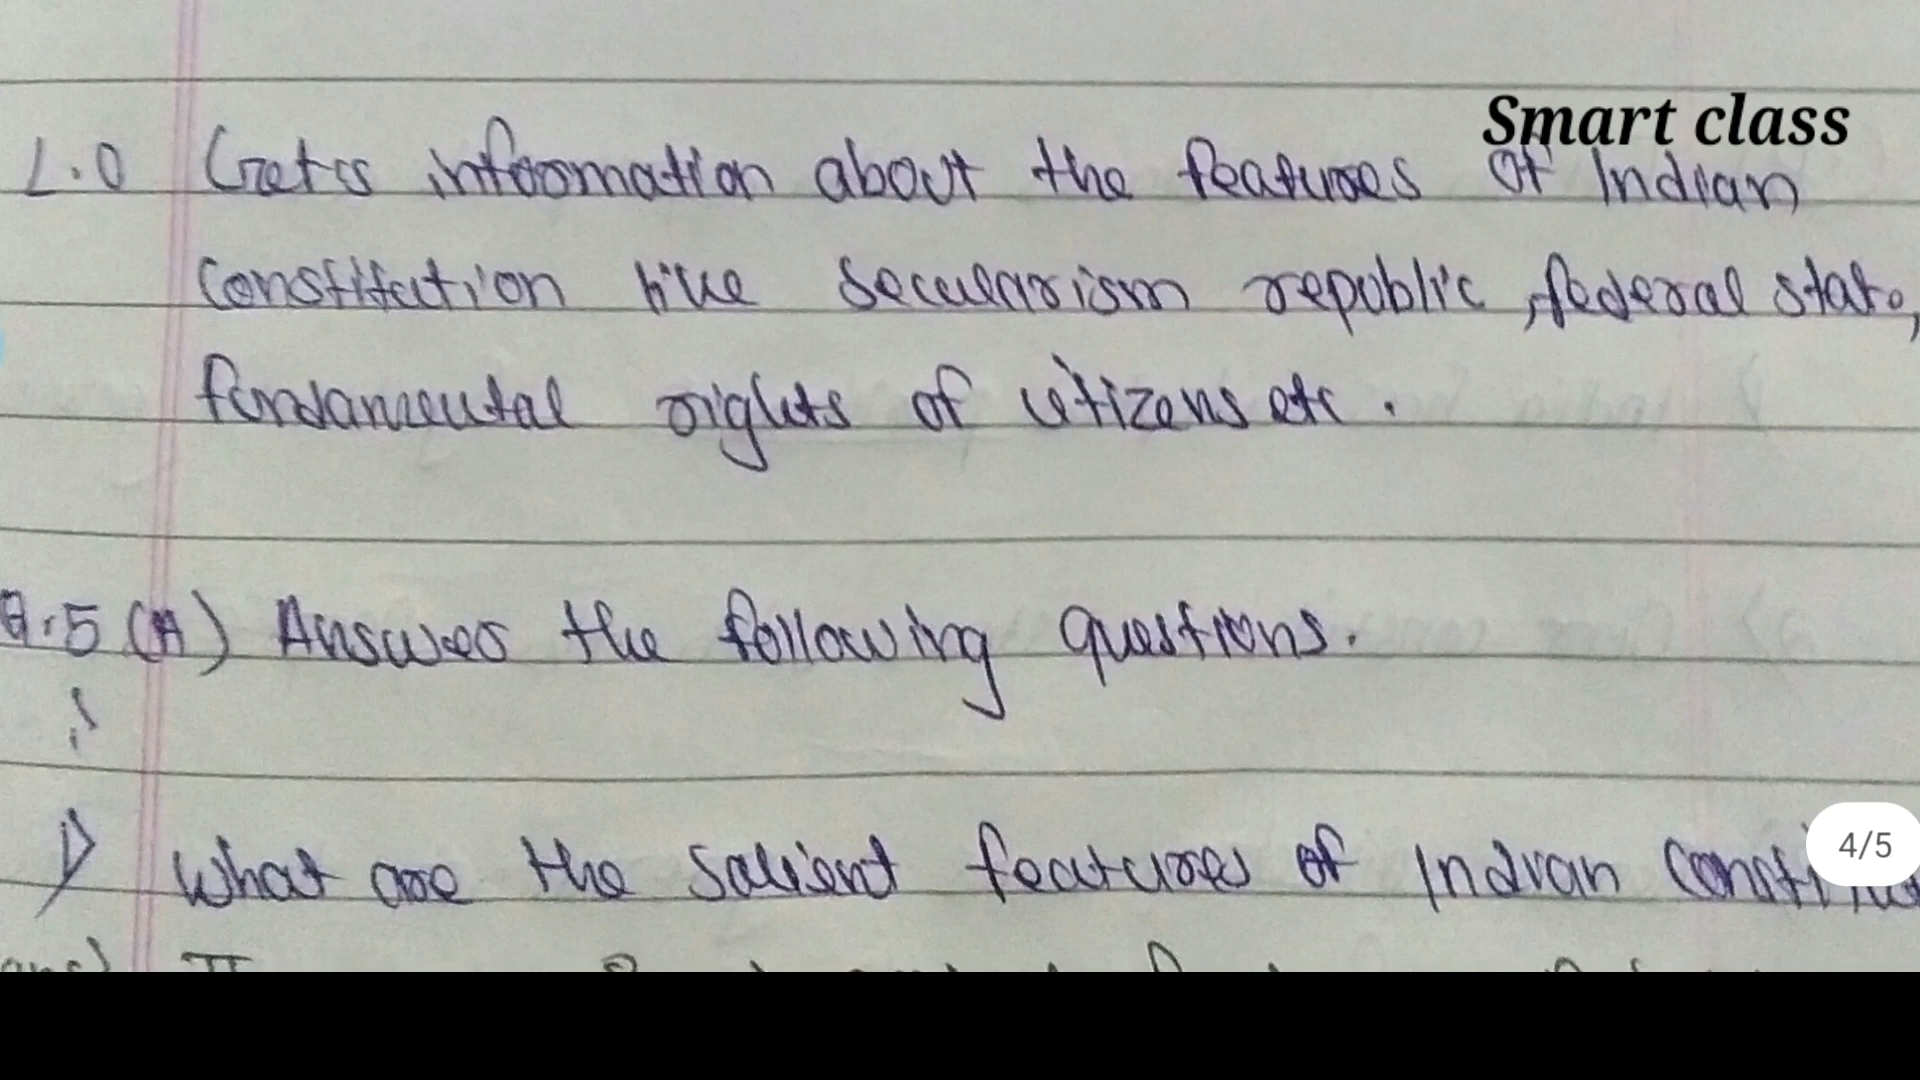 Smart class
L.O Gets information about the features of Indian
Constitution like secularism republic, federal state,
fundamental rights of citizens etc.
Q.5 (A) Answer the following questions.
1) What are the salient features of Indian
4/5